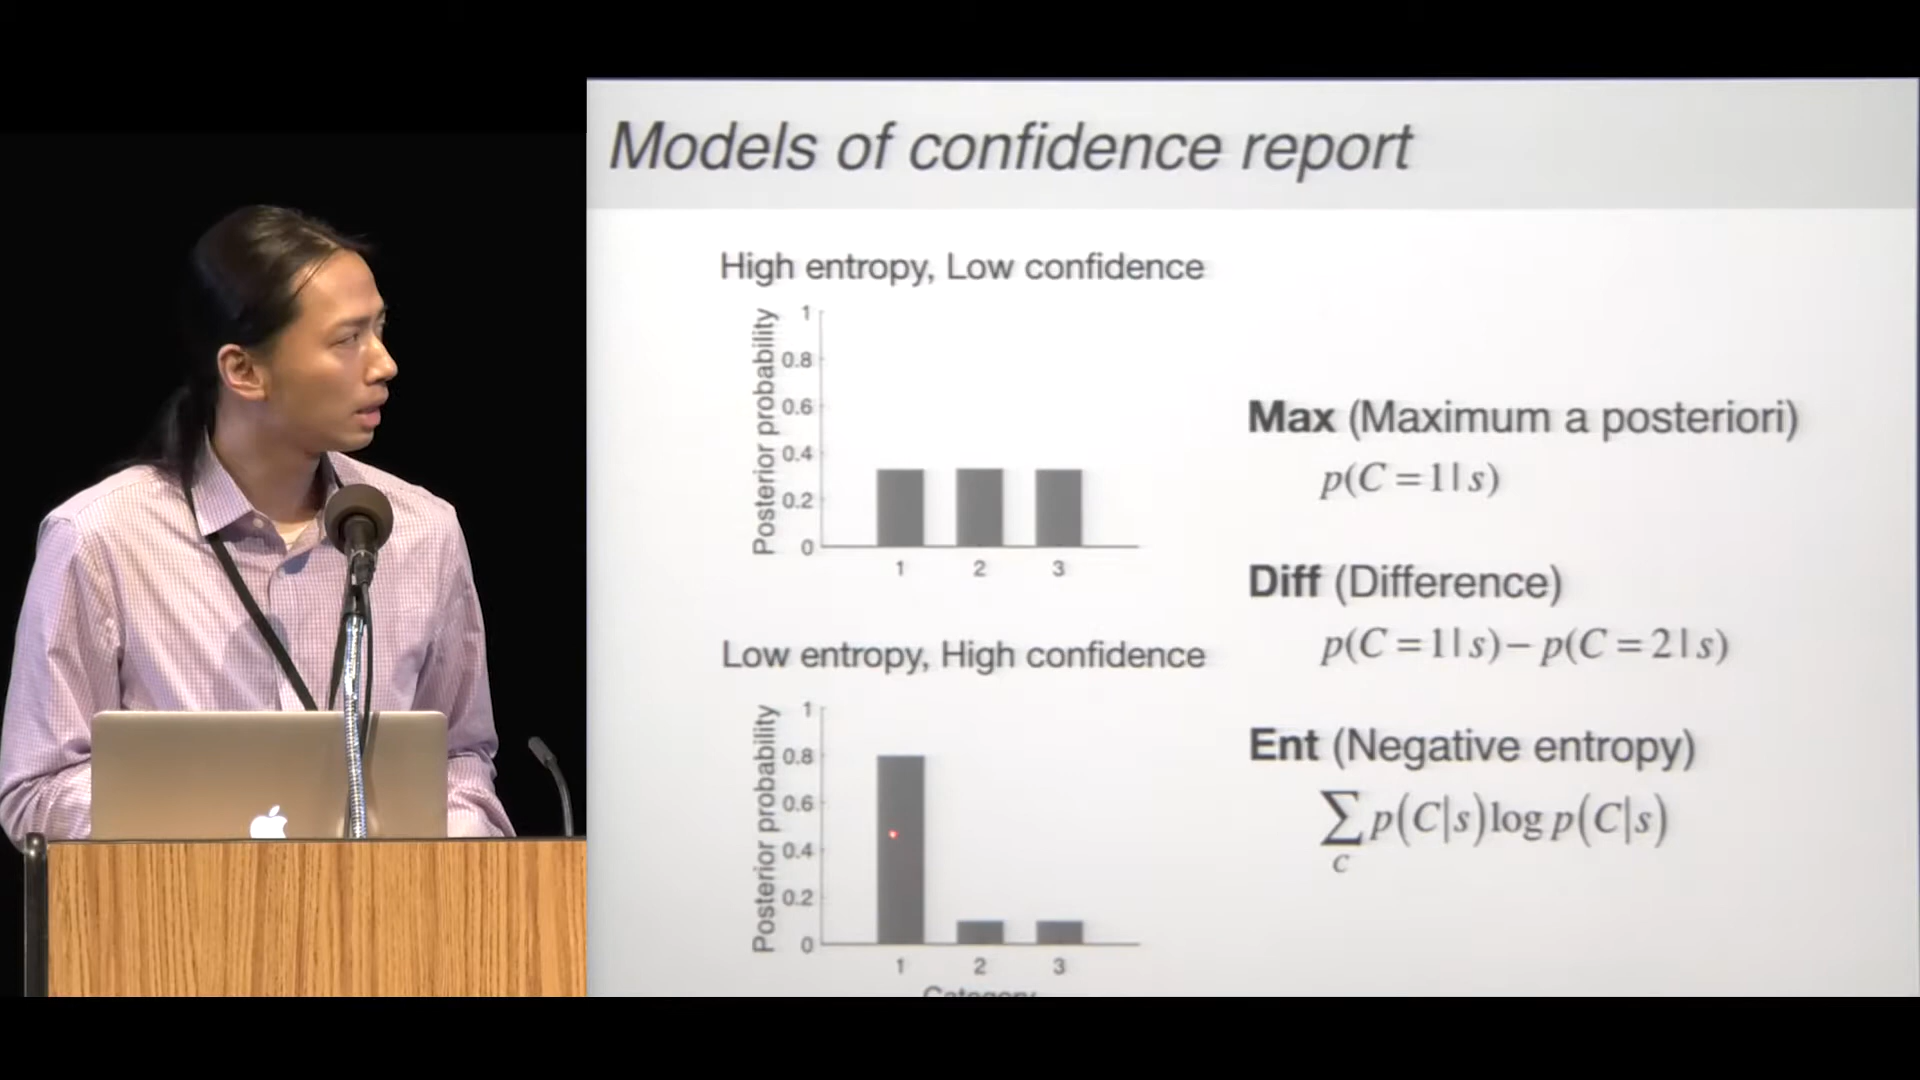 Models of confidence report
High entropy, Low confidence
Posterior probability
1
0.8
0.6
0.4
0.2
0
1 2 3
Low entropy, High confidence
Posterior probability
1
0.8
0.6
0.4
0.2
0
1 2 3
Category
Max (Maximum a posteriori)
p(C=1|s)
Diff (Difference)
p(C=1|s)−p(C=2|s)
Ent (Negative entropy)
∑p(C|s)log p(C|s)
C